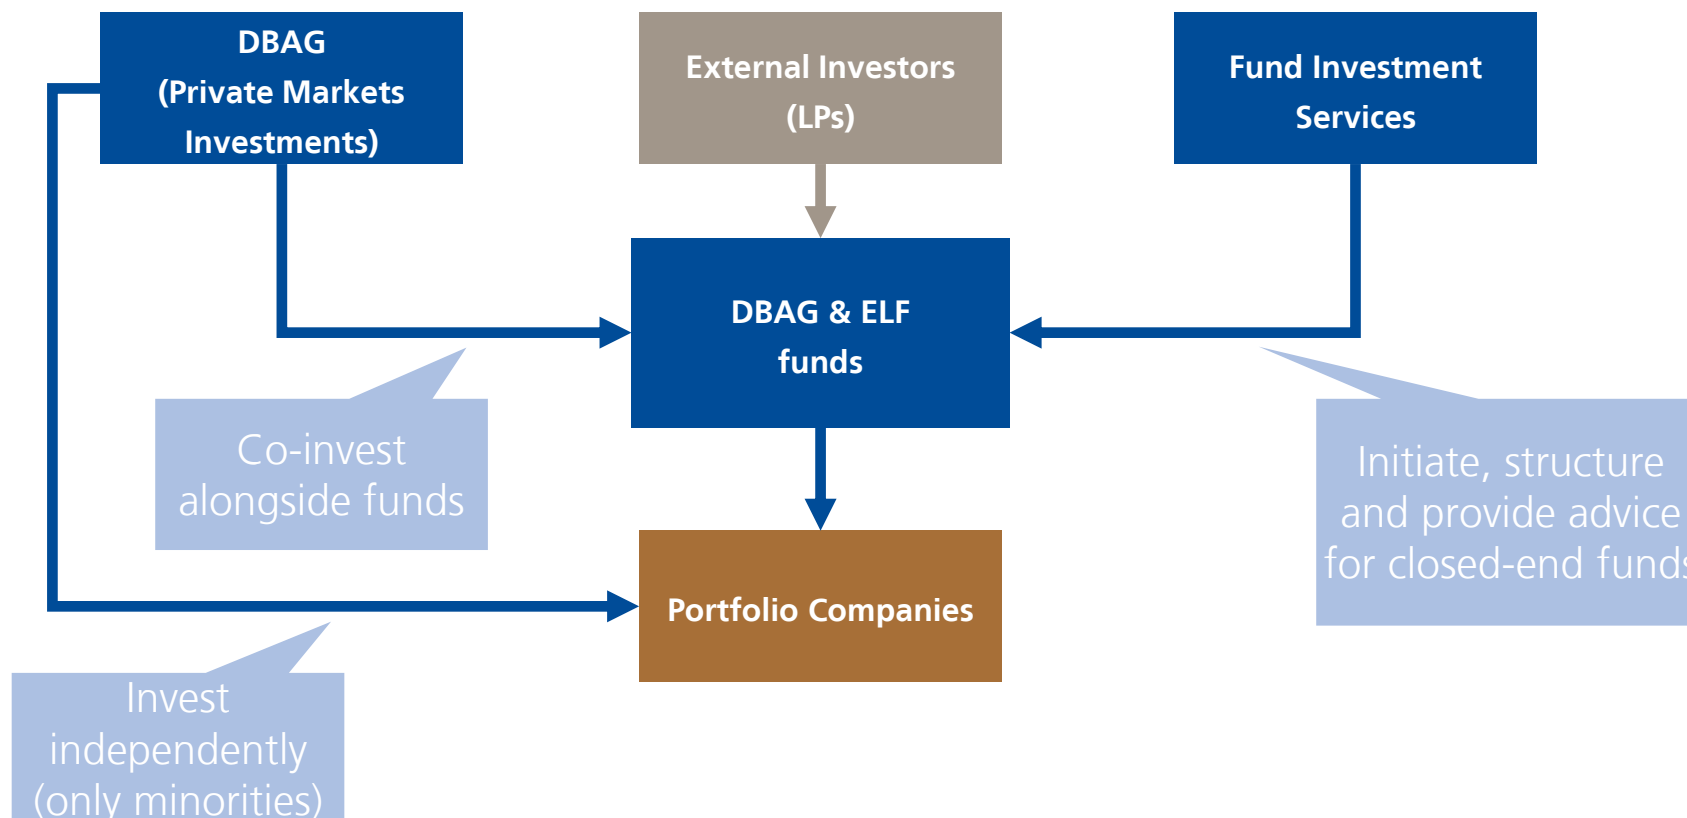 DBAG
(Private Markets
Investments)
External Investors
(LPs)
Fund Investment
Services
DBAG & ELF
funds
Co-invest
alongside funds
Initiate, structure
and provide advice
for closed-end funds
Portfolio Companies
Invest
independently
(only minorities)